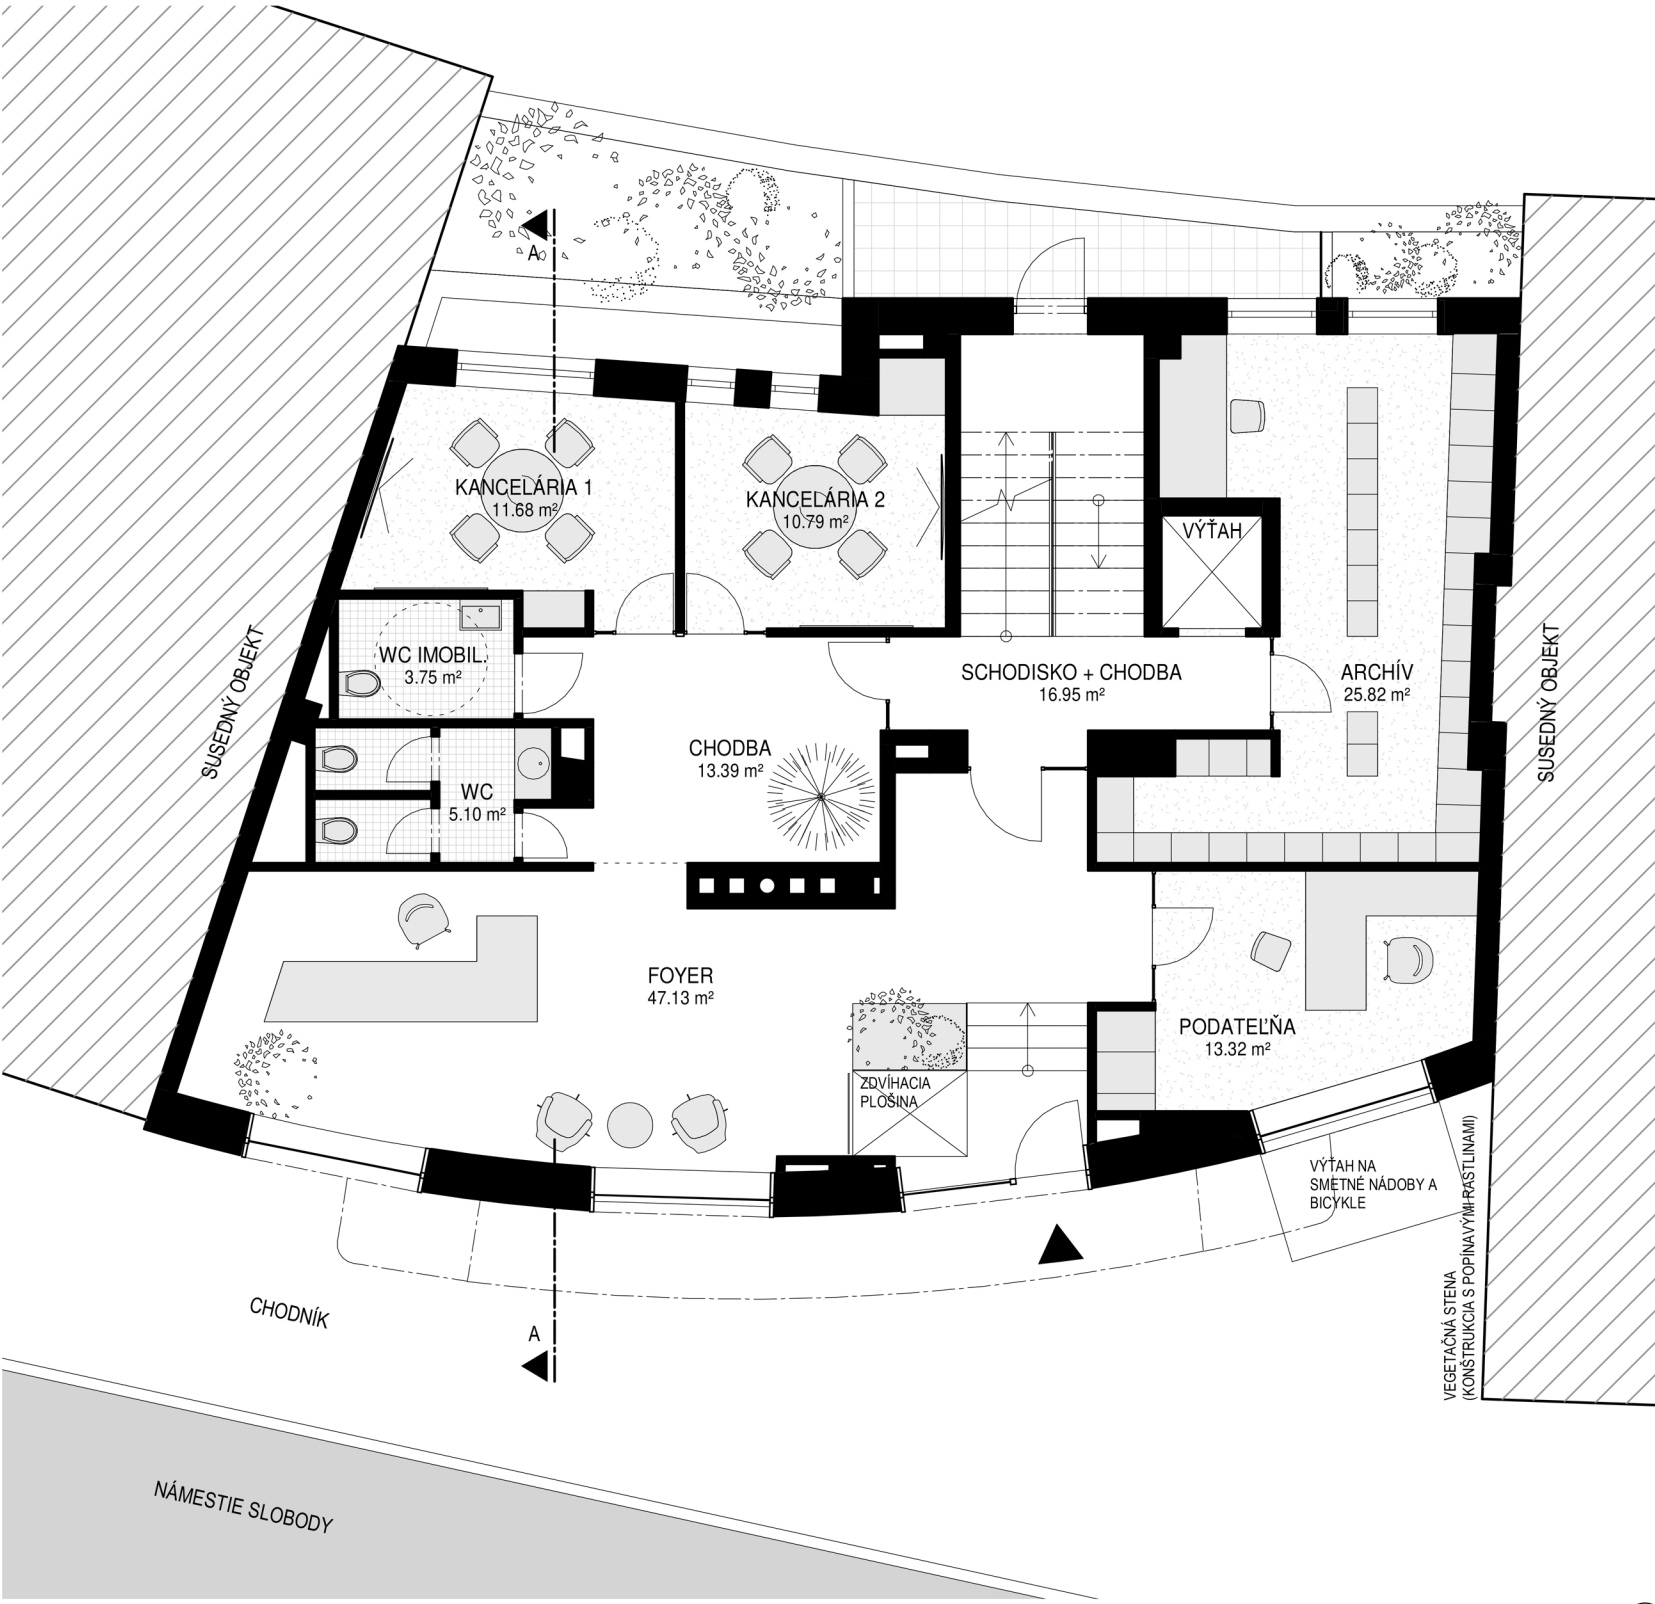 A
KANCELÁRIA 1
11.68 m²
KANCELÁRIA 2
10.79 m²
VÝŤAH
WC IMOBIL.
3.75 m²
SCHODISKO + CHODBA
16.95 m²
ARCHÍV
25.82 m²
SUSEDNÝ OBJEKT
SUSEDNÝ OBJEKT
CHODBA
13.39 m²
WC
5.10 m²
FOYER
47.13 m²
PODATEĽŇA
13.32 m²
ZDVÍHACIA
PLOŠINA
VÝŤAH NA
SMETNÉ NÁDOBY A
BICYKLE
VEGETAČNÁ STENA
(KONŠTRUKCIA S POPÍNAVÝMI RASTLINAMI)
CHODNÍK
A
NÁMESTIE SLOBODY